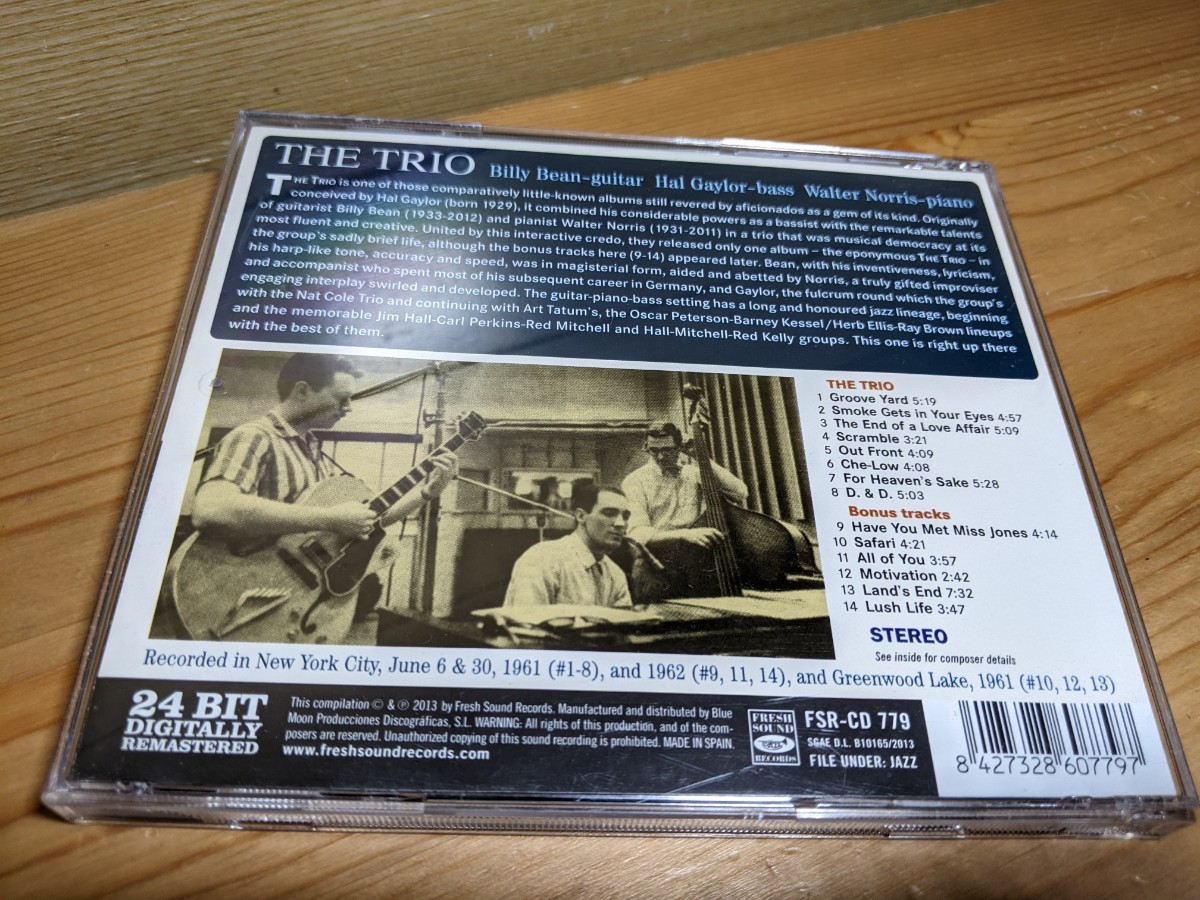 THE TRIO Billy Bean-guitar Hal Gaylor-bass Walter Norris-piano
THE TRIO is one of those comparatively little-known albums still revered by aficionados as a gem of its kind. Originally
conceived by Hal Gaylor (born 1929), it combined his considerable powers as a bassist with the remarkable talents
of guitarist Billy Bean (1933-2012) and pianist Walter Norris (1931-2011) in a trio that was musical democracy at its
most fluent and creative. United by this interactive credo, they released only one album – the eponymous THE TRIO – in
the group's sadly brief life, although the bonus tracks here (9-14) appeared later. Bean, with his inventiveness, lyricism,
his harp-like tone, accuracy and speed, was in magisterial form, aided and abetted by Norris, a truly gifted improviser
and accompanist who spent most of his subsequent career in Germany, and Gaylor, the fulcrum round which the group's
engaging interplay swirled and developed. The guitar-piano-bass setting has a long and honoured jazz lineage, beginning
with the Nat Cole Trio and continuing with Art Tatum's, the Oscar Peterson-Barney Kessel/Herb Ellis-Ray Brown lineups
and the memorable Jim Hall-Carl Perkins-Red Mitchell and Hall-Mitchell-Red Kelly groups. This one is right up there
with the best of them.
THE TRIO
1 Groove Yard 5:19
2 Smoke Gets in Your Eyes 4:57
3 The End of a Love Affair 5:09
4 Scramble 3:21
5 Out Front 4:09
6 Che-Low 4:08
7 For Heaven's Sake 5:28
8 D. & D. 5:03
Bonus tracks
9 Have You Met Miss Jones 4:14
10 Safari 4:21
11 All of You 3:57
12 Motivation 2:42
13 Land's End 7:32
14 Lush Life 3:47
STEREO
See inside for composer details
Recorded in New York City, June 6 & 30, 1961 (#1-8), and 1962 (#9, 11, 14), and Greenwood Lake, 1961 (#10, 12, 13)
24 BIT
DIGITALLY
REMASTERED
This compilation © & ℗ 2013 by Fresh Sound Records. Manufactured and distributed by Blue
Moon Producciones Discográficas, S.L. WARNING: All rights of this production, and of the com-
posers are reserved. Unauthorized copying of this sound recording is prohibited. MADE IN SPAIN.
www.freshsoundrecords.com
FRESH
SOUND
RECORDS
FSR-CD 779
SGAE D.L. B10165/2013
FILE UNDER: JAZZ
8 427328 607797